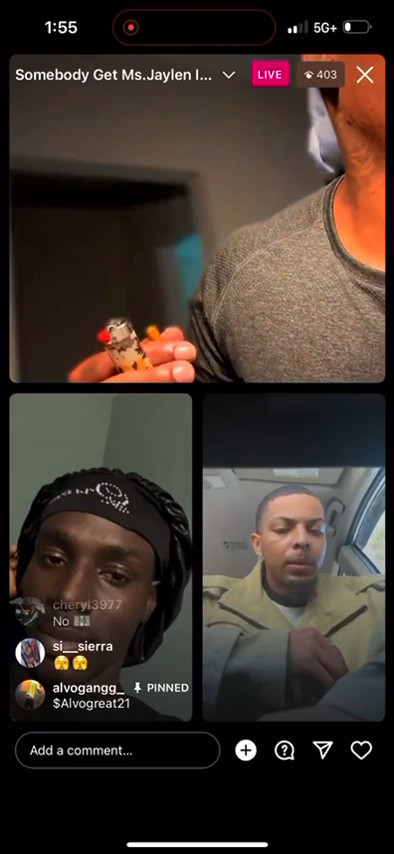 1:55
5G+
Somebody Get Ms.Jaylen I...
LIVE
403
cheryl3977
No
si__sierra
alvogangg_ PINNED
$Alvogreat21
Add a comment...